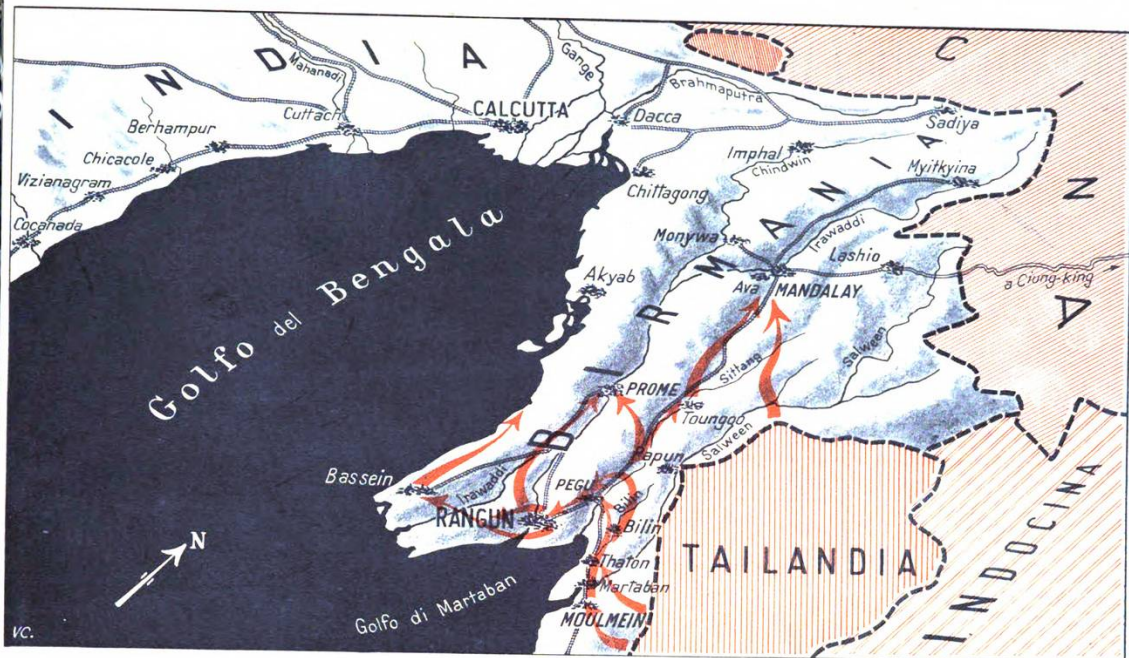 INDIA
CINA
Mahanadi
Gange
Brahmaputra
CALCUTTA
Cuttach
Dacca
Sadiya
Berhampur
Imphal
Chindwin
Chicacole
Myitkyina
Chittagong
Vizianagram
Cocanada
Monywa
Irawaddi
Lashio
Golfo del Bengala
BIRMANIA
Akyab
Ava
MANDALAY
a Ciung-king
Salween
Sittang
PROME
Toungoo
Salween
Papun
Bassein
Irawaddi
PEGU
RANGUN
Bilin
Bilin
TAILANDIA
INDOCINA
N
Thaton
Martaban
Golfo di Martaban
MOULMEIN
VC.